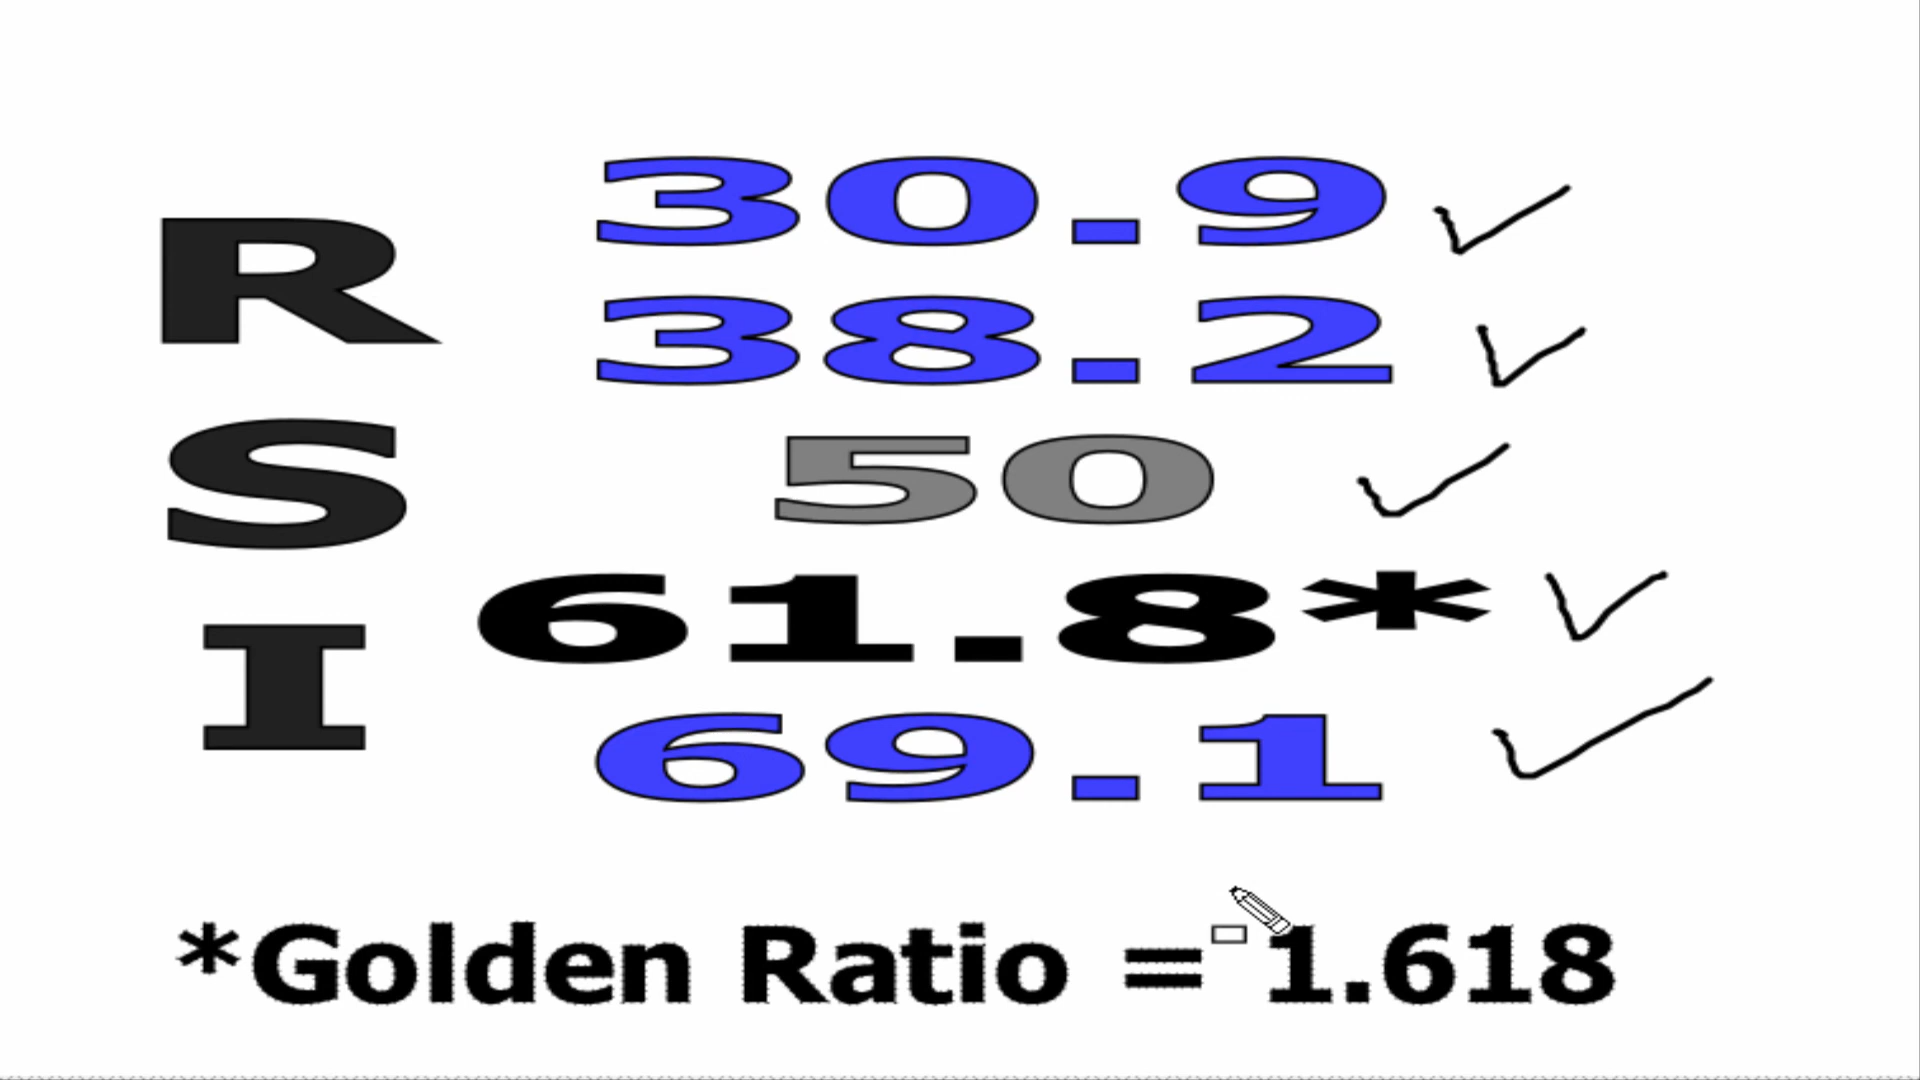 R
S
I
30.9
38.2
50
61.8*
69.1
*Golden Ratio = 1.618